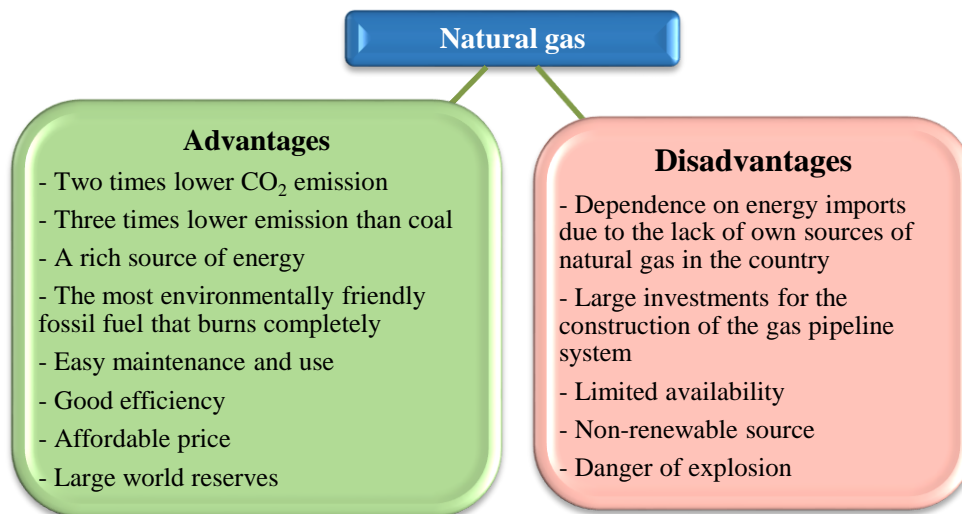 Natural gas
Advantages
- Two times lower CO₂ emission
- Three times lower emission than coal
- A rich source of energy
- The most environmentally friendly
fossil fuel that burns completely
- Easy maintenance and use
- Good efficiency
- Affordable price
- Large world reserves
Disadvantages
- Dependence on energy imports
due to the lack of own sources of
natural gas in the country
- Large investments for the
construction of the gas pipeline
system
- Limited availability
- Non-renewable source
- Danger of explosion